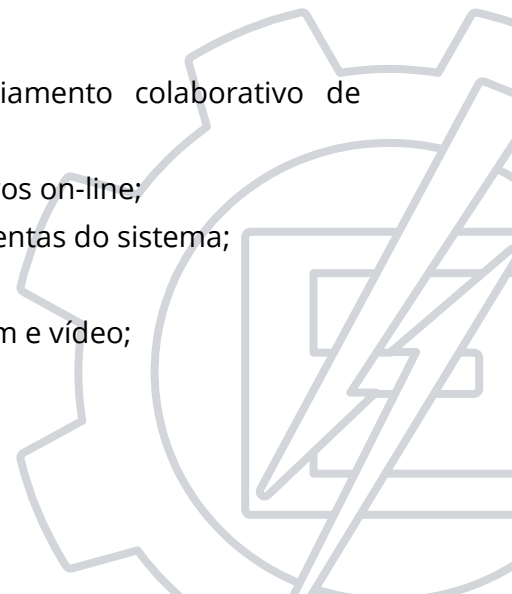 iamento colaborativo de
os on-line;
entas do sistema;
m e vídeo;